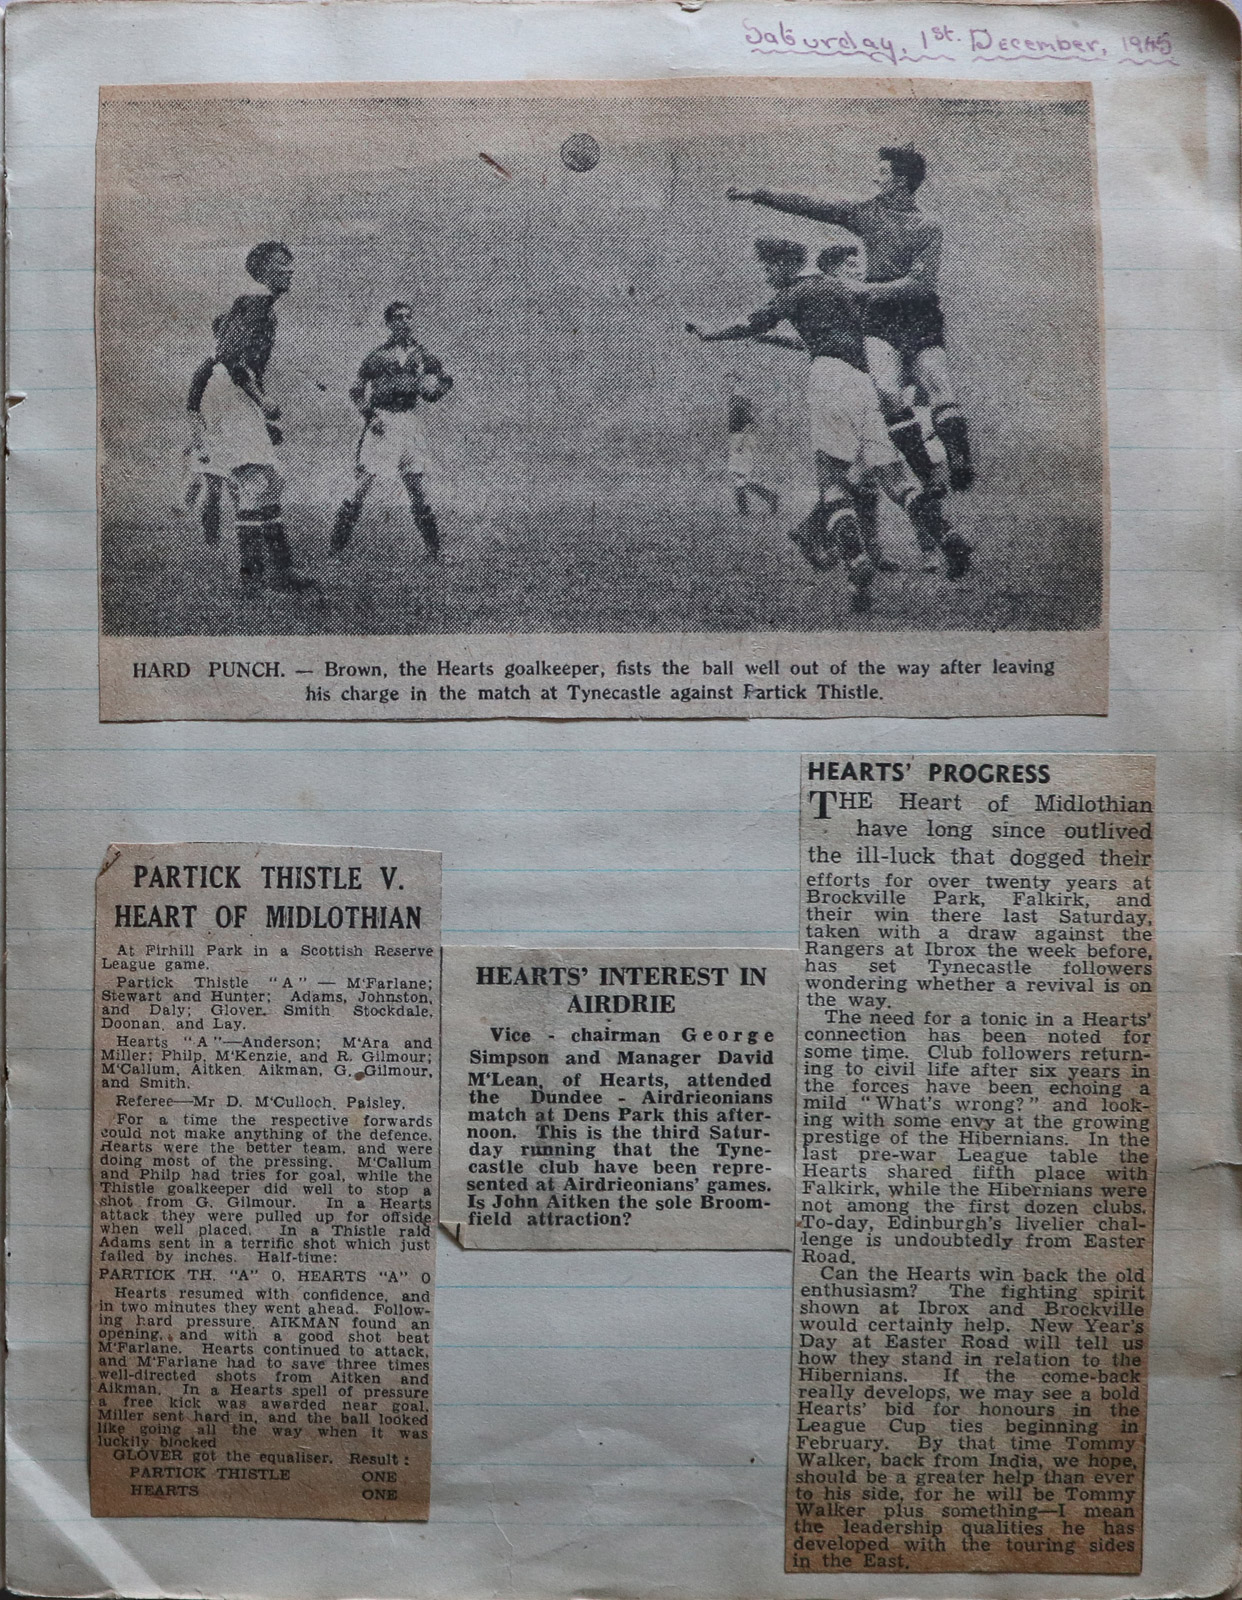 Saturday, 1st. December, 1945
HARD PUNCH. — Brown, the Hearts goalkeeper, fists the ball well out of the way after leaving
his charge in the match at Tynecastle against Partick Thistle.
PARTICK THISTLE V.
HEART OF MIDLOTHIAN
At Firhill Park in a Scottish Reserve
League game.
Partick Thistle "A" — M'Farlane;
Stewart and Hunter; Adams, Johnston,
and Daly; Glover, Smith Stockdale,
Doonan, and Lay.
Hearts "A"—Anderson; M'Ara and
Miller; Philp, M'Kenzie, and R. Gilmour;
M'Callum, Aitken Aikman, G. Gilmour,
and Smith.
Referee—Mr D. M'Culloch, Paisley.
For a time the respective forwards
could not make anything of the defence.
Hearts were the better team, and were
doing most of the pressing. M'Callum
and Philp had tries for goal, while the
Thistle goalkeeper did well to stop a
shot from G. Gilmour. In a Hearts
attack they were pulled up for offside
when well placed. In a Thistle raid
Adams sent in a terrific shot which just
failed by inches. Half-time:
PARTICK TH. "A" 0, HEARTS "A" 0
Hearts resumed with confidence, and
in two minutes they went ahead. Follow-
ing hard pressure AIKMAN found an
opening, and with a good shot beat
M'Farlane. Hearts continued to attack,
and M'Farlane had to save three times
well-directed shots from Aitken and
Aikman. In a Hearts spell of pressure
a free kick was awarded near goal.
Miller sent hard in, and the ball looked
like going all the way when it was
luckily blocked
GLOVER got the equaliser. Result:
PARTICK THISTLE ONE
HEARTS ONE
HEARTS' INTEREST IN
AIRDRIE
Vice - chairman George
Simpson and Manager David
M'Lean, of Hearts, attended
the Dundee - Airdrieonians
match at Dens Park this after-
noon. This is the third Satur-
day running that the Tyne-
castle club have been repre-
sented at Airdrieonians' games.
Is John Aitken the sole Broom-
field attraction?
HEARTS' PROGRESS
THE Heart of Midlothian
have long since outlived
the ill-luck that dogged their
efforts for over twenty years at
Brockville Park, Falkirk, and
their win there last Saturday,
taken with a draw against the
Rangers at Ibrox the week before,
has set Tynecastle followers
wondering whether a revival is on
the way.
The need for a tonic in a Hearts'
connection has been noted for
some time. Club followers return-
ing to civil life after six years in
the forces have been echoing a
mild "What's wrong?" and look-
ing with some envy at the growing
prestige of the Hibernians. In the
last pre-war League table the
Hearts shared fifth place with
Falkirk, while the Hibernians were
not among the first dozen clubs.
To-day, Edinburgh's livelier chal-
lenge is undoubtedly from Easter
Road.
Can the Hearts win back the old
enthusiasm? The fighting spirit
shown at Ibrox and Brockville
would certainly help. New Year's
Day at Easter Road will tell us
how they stand in relation to the
Hibernians. If the come-back
really develops, we may see a bold
Hearts' bid for honours in the
League Cup ties beginning in
February. By that time Tommy
Walker, back from India, we hope,
should be a greater help than ever
to his side, for he will be Tommy
Walker plus something—I mean
the leadership qualities he has
developed with the touring sides
in the East.